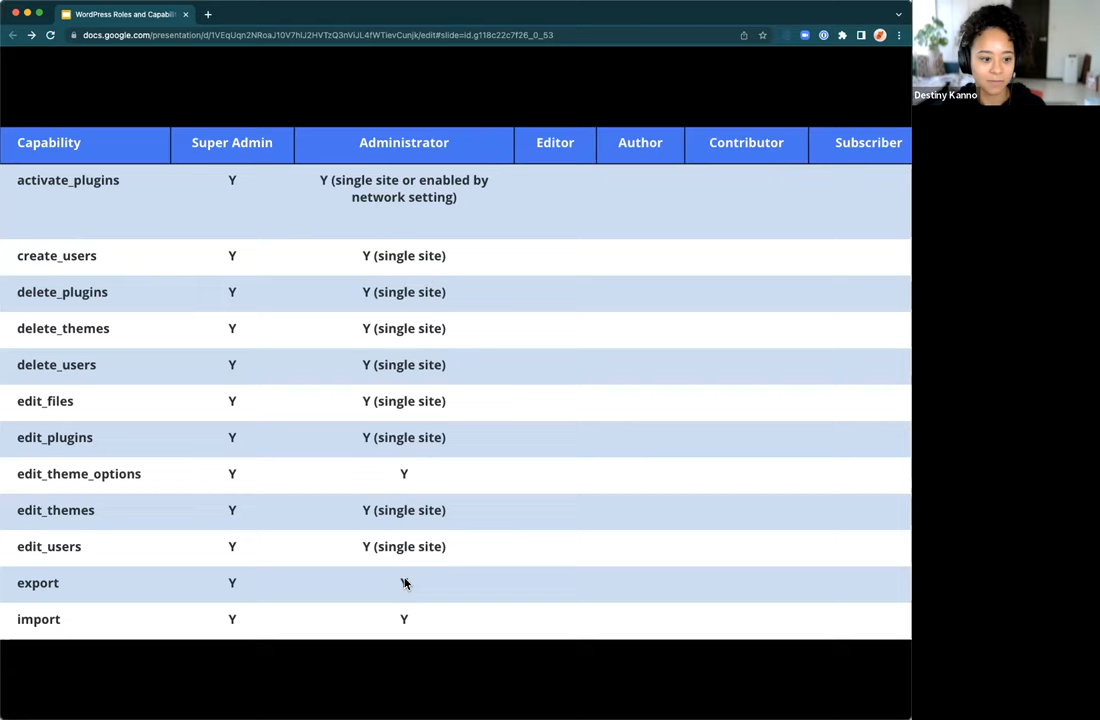 WordPress Roles and Capabili
docs.google.com/presentation/d/1VEqUqn2NRoaJ10V7hIJ2HVTzQ3nViJL4fWTievCunjk/edit#slide=id.g118c22c7f26_0_53
Destiny Kanno
Capability Super Admin Administrator Editor Author Contributor Subscriber
activate_plugins Y Y (single site or enabled by
network setting)
create_users Y Y (single site)
delete_plugins Y Y (single site)
delete_themes Y Y (single site)
delete_users Y Y (single site)
edit_files Y Y (single site)
edit_plugins Y Y (single site)
edit_theme_options Y Y
edit_themes Y Y (single site)
edit_users Y Y (single site)
export Y Y
import Y Y